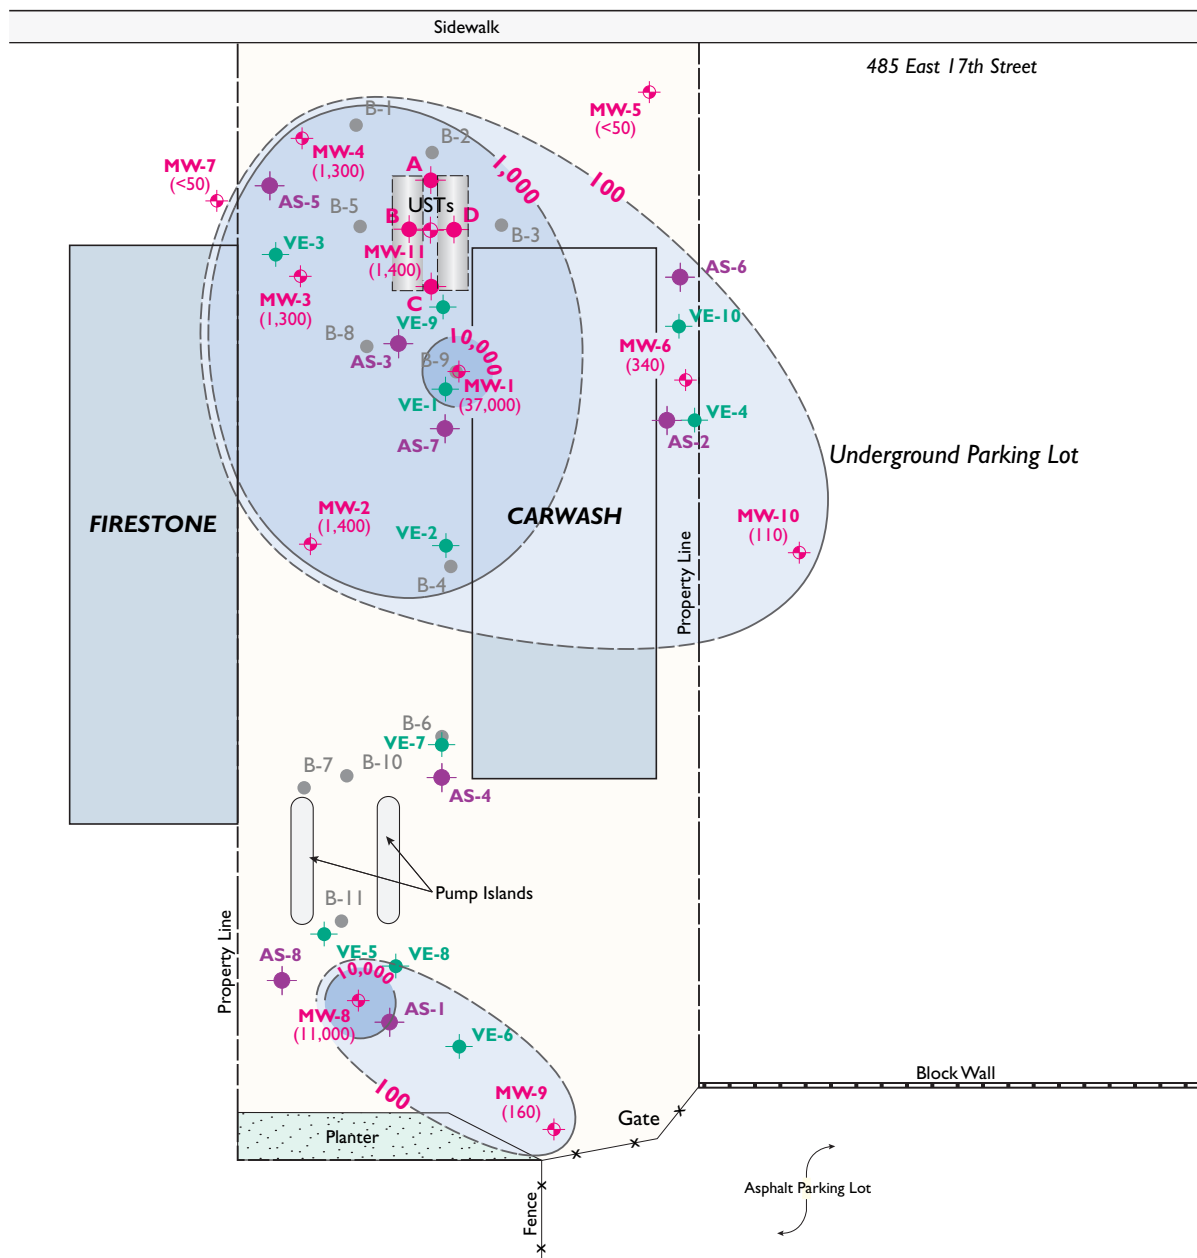 Sidewalk
485 East 17th Street
MW-5
(<50)
B-1
B-2
MW-4
(1,300)
1,000
100
MW-7
(<50)
A
AS-5
USTs
B-5
B
D
B-3
VE-3
MW-11
(1,400)
AS-6
MW-3
(1,300)
C
VE-9
VE-10
B-8
10,000
AS-3
B-9
MW-6
(340)
MW-1
(37,000)
VE-1
VE-4
AS-7
AS-2
Underground Parking Lot
FIRESTONE
MW-2
(1,400)
CARWASH
MW-10
(110)
VE-2
B-4
Property Line
B-6
VE-7
B-7
B-10
AS-4
Pump Islands
B-11
Property Line
AS-8
VE-5
VE-8
10,000
MW-8
(11,000)
AS-1
VE-6
Block Wall
100
MW-9
(160)
Gate
Planter
Asphalt Parking Lot
Fence